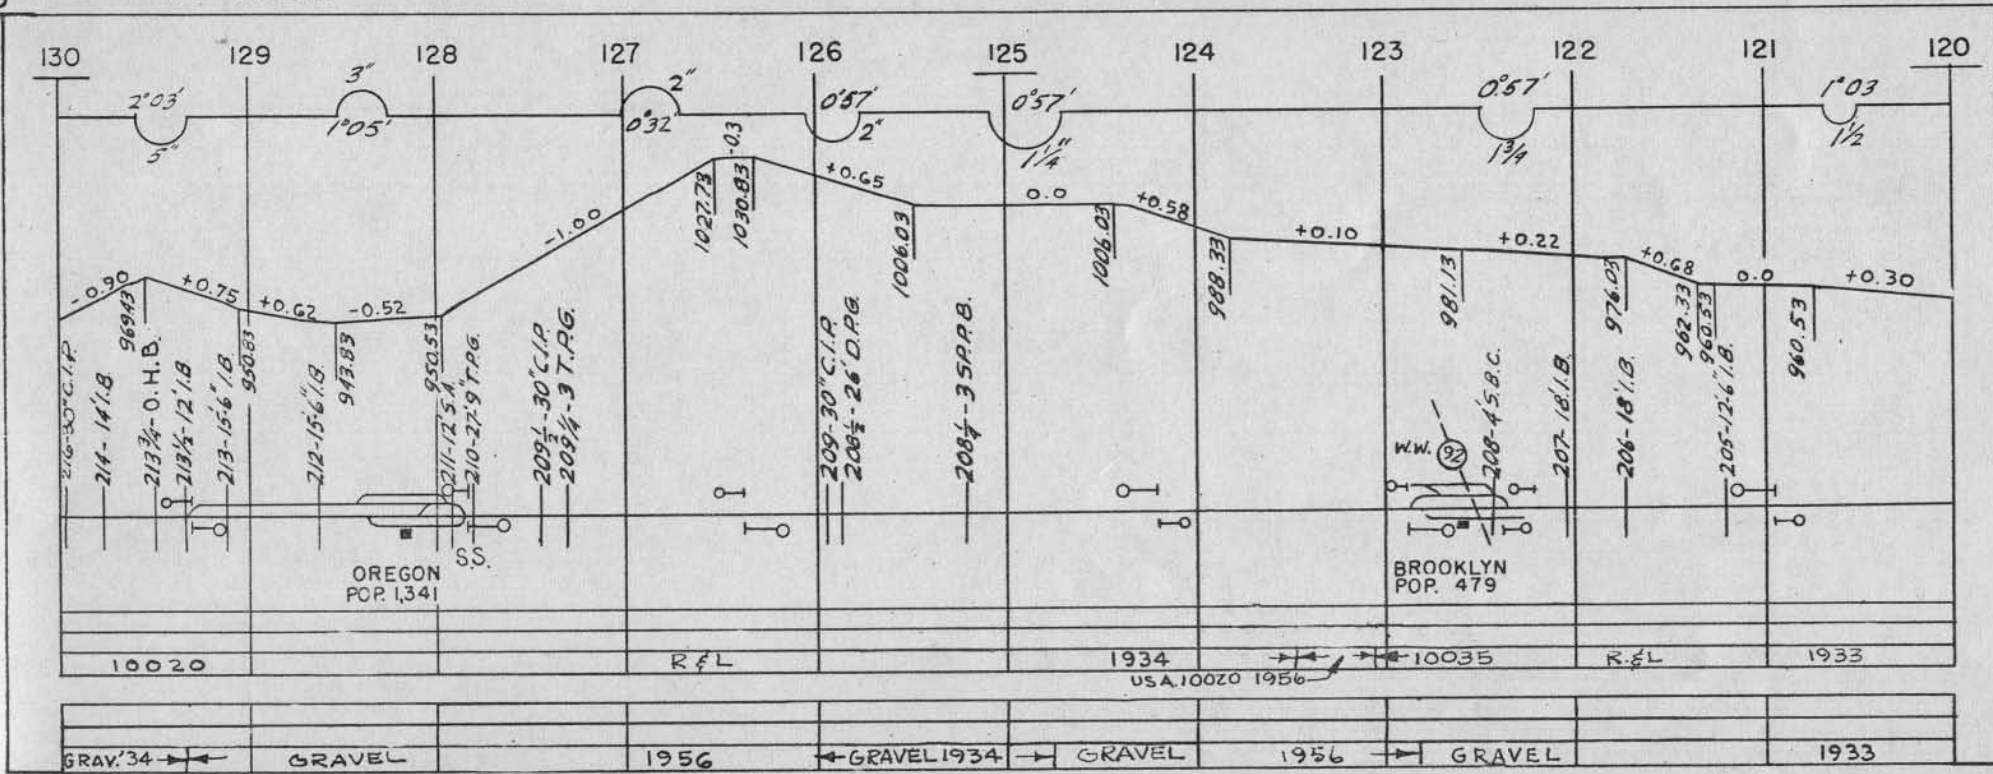 130 129 128 127 126 125 124 123 122 121 120
2°03' 3" 2" 0°57' 0°57' 0°57' 1°03
5" 1°05' 0°32' 2" 1¼" 1¾ 1½
-0.90 +0.75 +0.62 -0.52 -1.00 -0.3 +0.65 0.0 +0.58 +0.10 +0.22 +0.68 0.0 +0.30
950.83 943.83 950.53 1027.73 1030.83 1006.03 1006.03 988.33 981.13 976.03 962.33 960.53 960.53
216-30" C.I.P.
214-14' I.B.
213¾-O.H.B.
213½-12' I.B.
213-15'-6" I.B.
212-15'-6" I.B.
211-12' S.A.
210-27'9" T.P.G.
209½-30" C.I.P.
209¼-3 T.P.G.
209-30" C.I.P.
208½-26' D.P.G.
208¼-3 S.P.P.B.
W.W. 92
208-4' S.B.C.
207-18' I.B.
206-18' I.B.
205-12'-6" I.B.
S.S.
OREGON
POP. 1,341
BROOKLYN
POP. 479
10020 R&L 1934 10035 R.&L 1933
USA.10020 1956
GRAV.'34 GRAVEL 1956 GRAVEL 1934 GRAVEL 1956 GRAVEL 1933